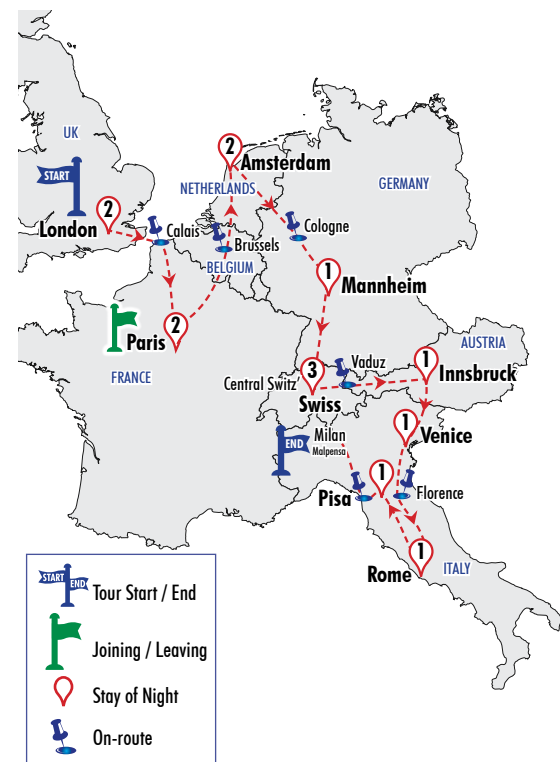 UK
START
2
London
Calais
2
Amsterdam
NETHERLANDS
GERMANY
Cologne
Brussels
BELGIUM
1
Mannheim
Paris
2
FRANCE
AUSTRIA
Vaduz
1
Innsbruck
3
Central Switz'
Swiss
1
Venice
END
Milan
Malpensa
1
Pisa
Florence
1
Rome
ITALY
START
END
Tour Start / End
Joining / Leaving
Stay of Night
On-route